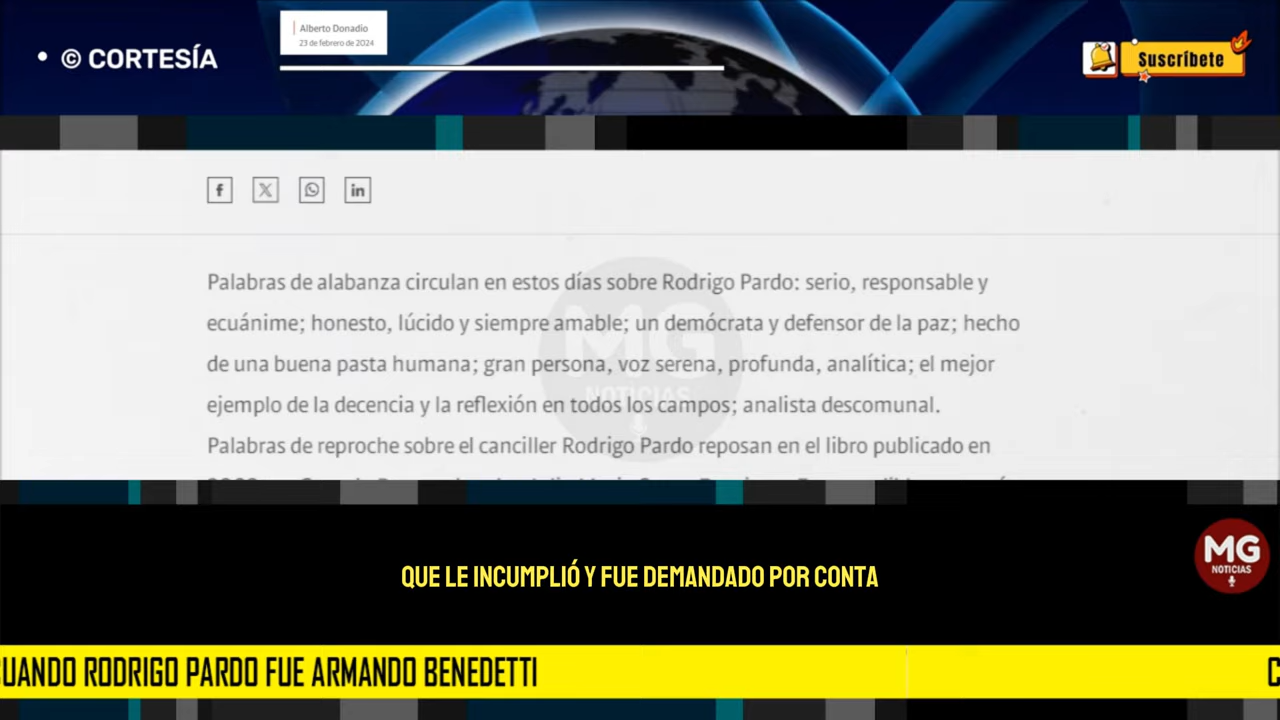 • © CORTESÍA
Alberto Donadio
23 de febrero de 2024
Suscríbete
Palabras de alabanza circulan en estos días sobre Rodrigo Pardo: serio, responsable y
ecuánime; honesto, lúcido y siempre amable; un demócrata y defensor de la paz; hecho
de una buena pasta humana; gran persona, voz serena, profunda, analítica; el mejor
ejemplo de la decencia y la reflexión en todos los campos; analista descomunal.
Palabras de reproche sobre el canciller Rodrigo Pardo reposan en el libro publicado en
MG
NOTICIAS
QUE LE INCUMPLIÓ Y FUE DEMANDADO POR CONTA
MG
NOTICIAS
CUANDO RODRIGO PARDO FUE ARMANDO BENEDETTI
C